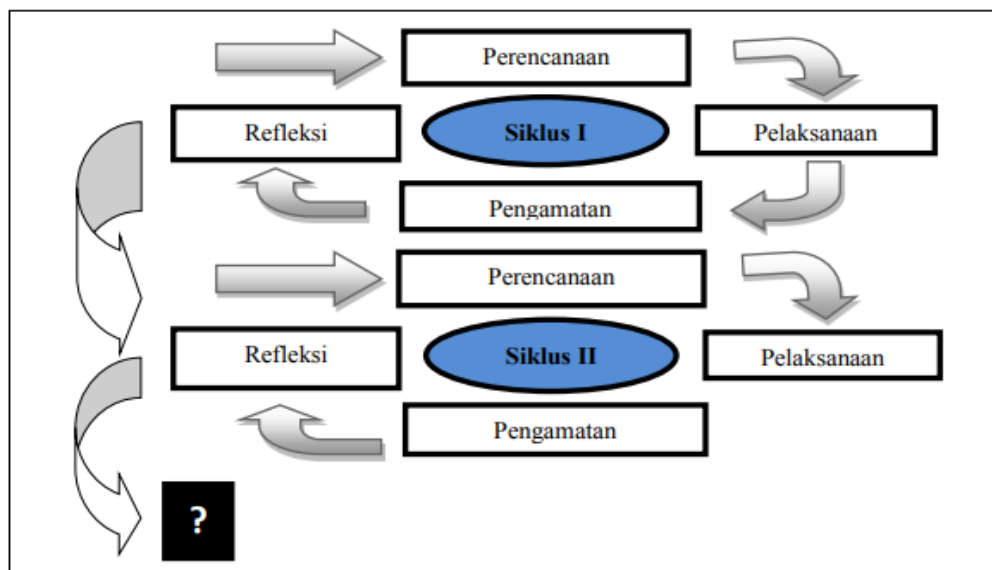 Perencanaan
Refleksi
Siklus I
Pelaksanaan
Pengamatan
Perencanaan
Refleksi
Siklus II
Pelaksanaan
Pengamatan
?